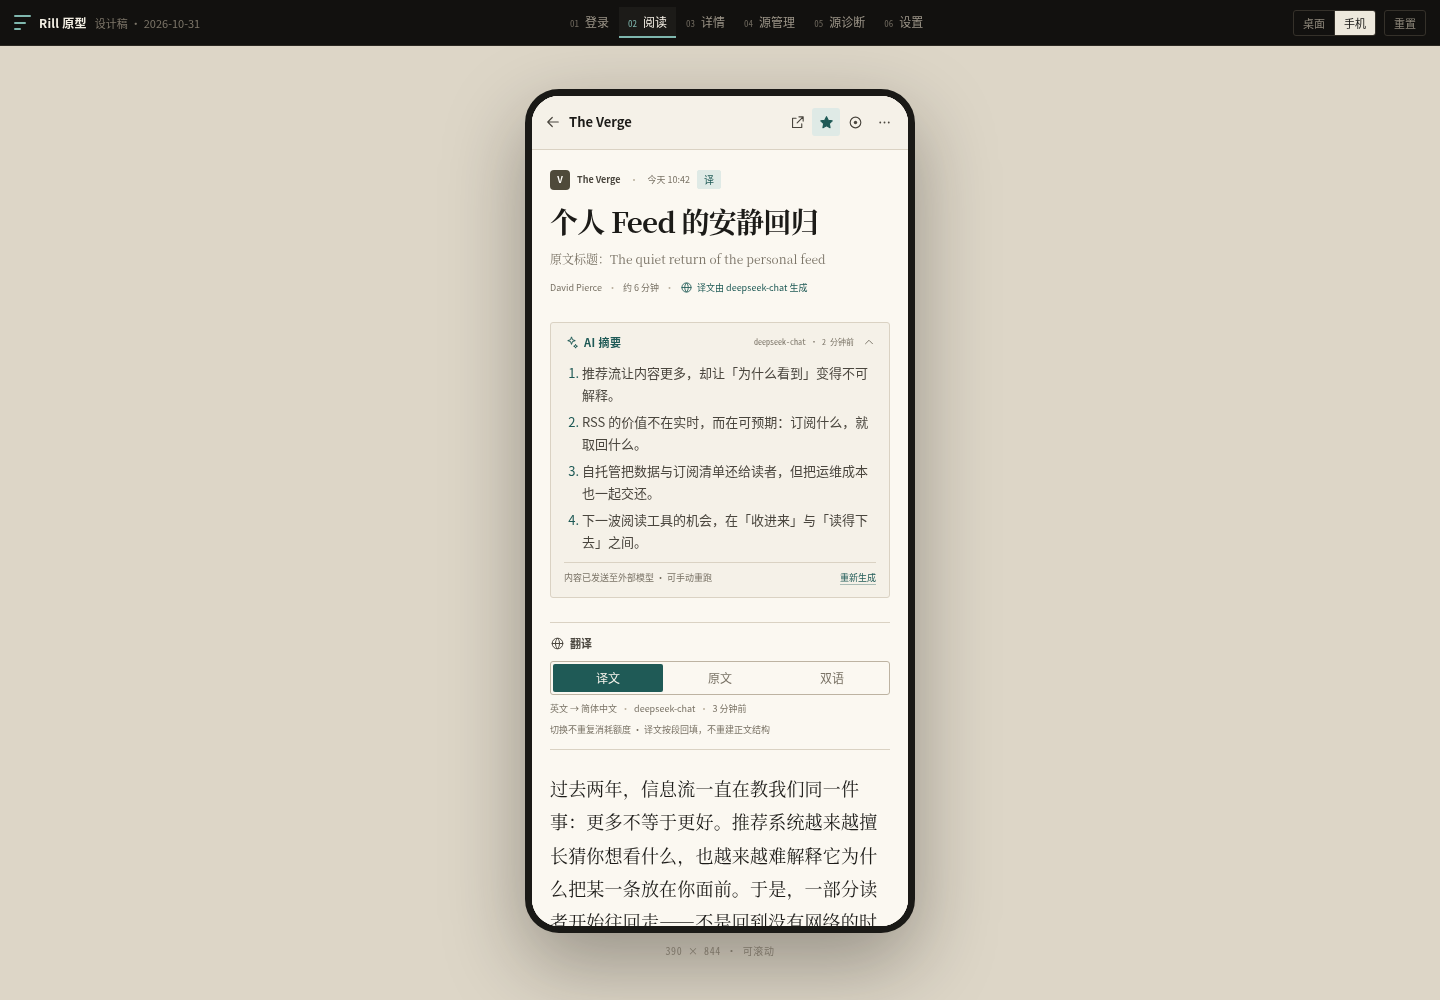 Rill 原型 设计稿 · 2026-10-31
01 登录 02 阅读 03 详情 04 源管理 05 源诊断 06 设置
桌面 手机 重置
The Verge
V The Verge · 今天 10:42 译
个人 Feed 的安静回归
原文标题：The quiet return of the personal feed
David Pierce · 约 6 分钟 · 译文由 deepseek-chat 生成
AI 摘要 deepseek-chat · 2 分钟前
1. 推荐流让内容更多，却让「为什么看到」变得不可
解释。
2. RSS 的价值不在实时，而在可预期：订阅什么，就
取回什么。
3. 自托管把数据与订阅清单还给读者，但把运维成本
也一起交还。
4. 下一波阅读工具的机会，在「收进来」与「读得下
去」之间。
内容已发送至外部模型 · 可手动重跑 重新生成
翻译
译文 原文 双语
英文 → 简体中文 · deepseek-chat · 3 分钟前
切换不重复消耗额度 · 译文按段回填，不重建正文结构
过去两年，信息流一直在教我们同一件
事：更多不等于更好。推荐系统越来越擅
长猜你想看什么，也越来越难解释它为什
么把某一条放在你面前。于是，一部分读
者开始往回走——不是回到没有网络的时
390 × 844 · 可滚动